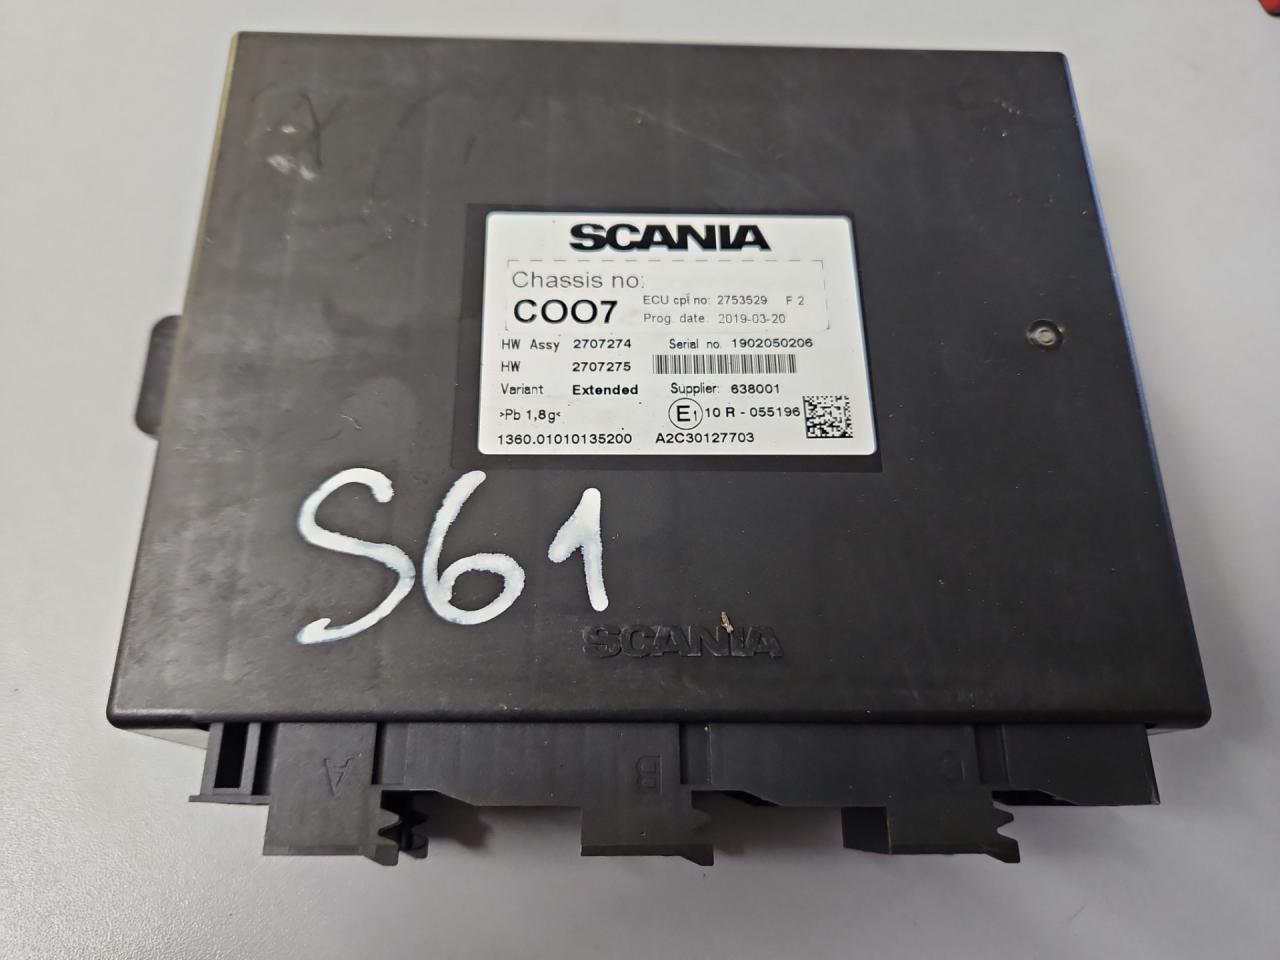 SCANIA
Chassis no:
COO7
ECU cpl no: 2753529 F 2
Prog. date. 2019-03-20
HW Assy 2707274 Serial no. 1902050206
HW 2707275
Variant Extended Supplier: 638001
>Pb 1,8g< E1 10 R - 055196
1360.01010135200 A2C30127703
S61
SCANIA
A B C